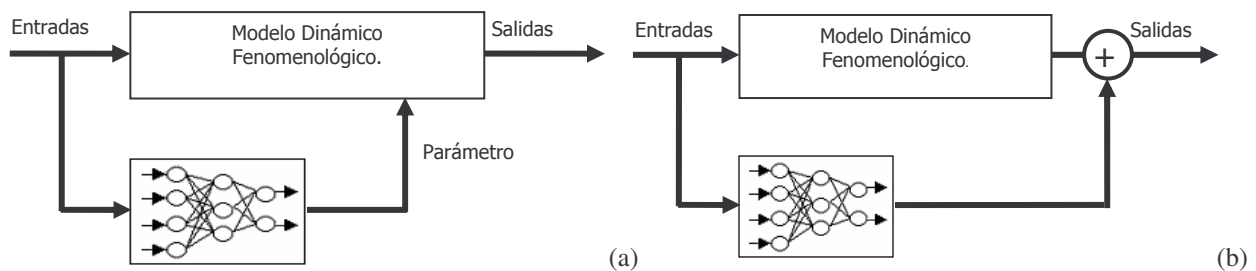 Entradas
Modelo Dinámico
Fenomenológico.
Salidas
Parámetro
(a)
Entradas
Modelo Dinámico
Fenomenológico.
+
Salidas
(b)